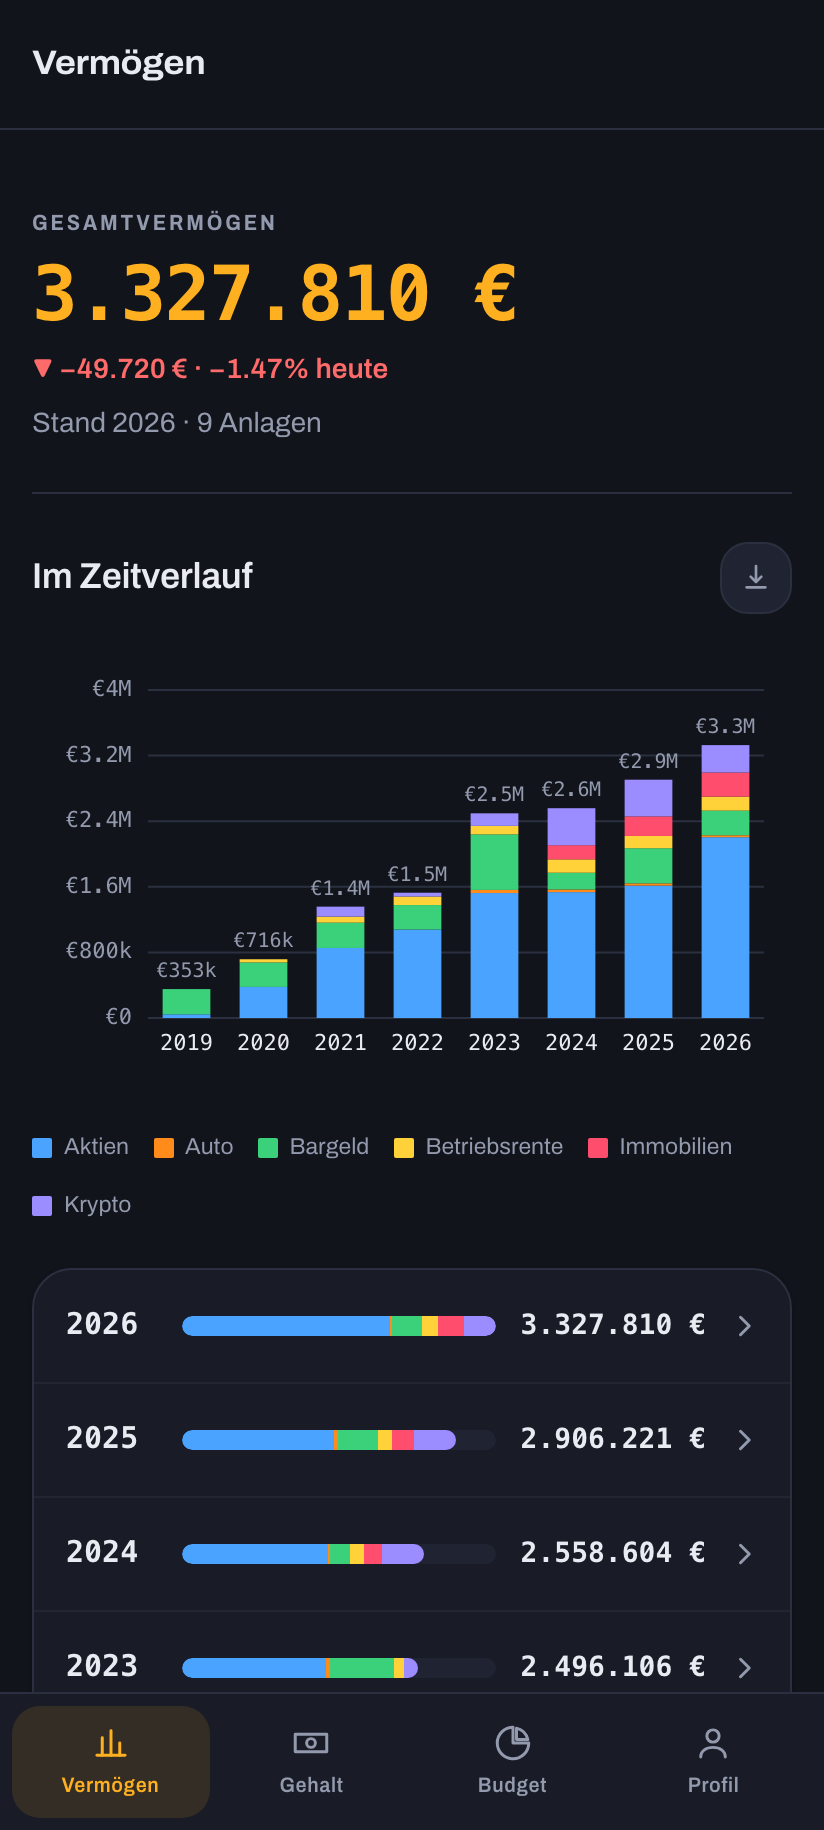 Vermögen
GESAMTVERMÖGEN
3.327.810 €
▼ −49.720 € · −1.47% heute
Stand 2026 · 9 Anlagen
Im Zeitverlauf
€4M
€3.2M
€2.4M
€1.6M
€800k
€0
€353k
€716k
€1.4M
€1.5M
€2.5M
€2.6M
€2.9M
€3.3M
2019 2020 2021 2022 2023 2024 2025 2026
Aktien Auto Bargeld Betriebsrente Immobilien
Krypto
2026 3.327.810 €
2025 2.906.221 €
2024 2.558.604 €
2023 2.496.106 €
Vermögen Gehalt Budget Profil